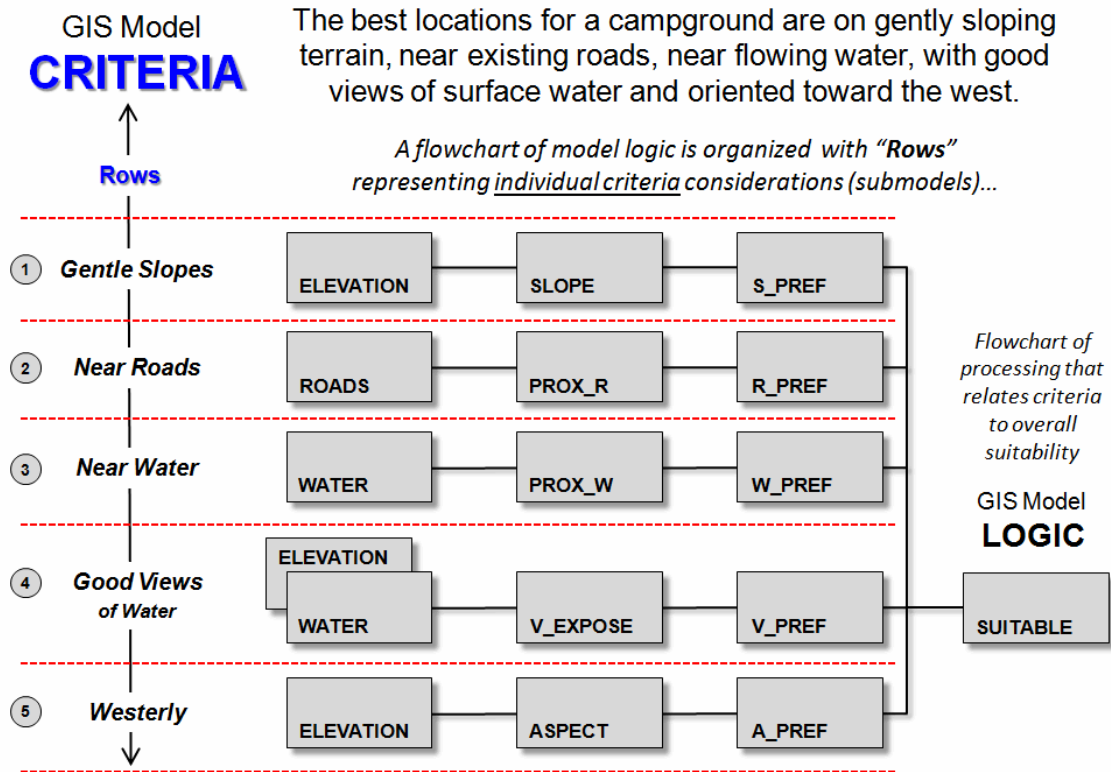 GIS Model
CRITERIA
The best locations for a campground are on gently sloping
terrain, near existing roads, near flowing water, with good
views of surface water and oriented toward the west.
Rows
A flowchart of model logic is organized with “Rows”
representing individual criteria considerations (submodels)…
1
Gentle Slopes
ELEVATION
SLOPE
S_PREF
2
Near Roads
ROADS
PROX_R
R_PREF
Flowchart of
processing that
relates criteria
to overall
suitability
3
Near Water
WATER
PROX_W
W_PREF
GIS Model
LOGIC
4
Good Views
of Water
ELEVATION
WATER
V_EXPOSE
V_PREF
SUITABLE
5
Westerly
ELEVATION
ASPECT
A_PREF